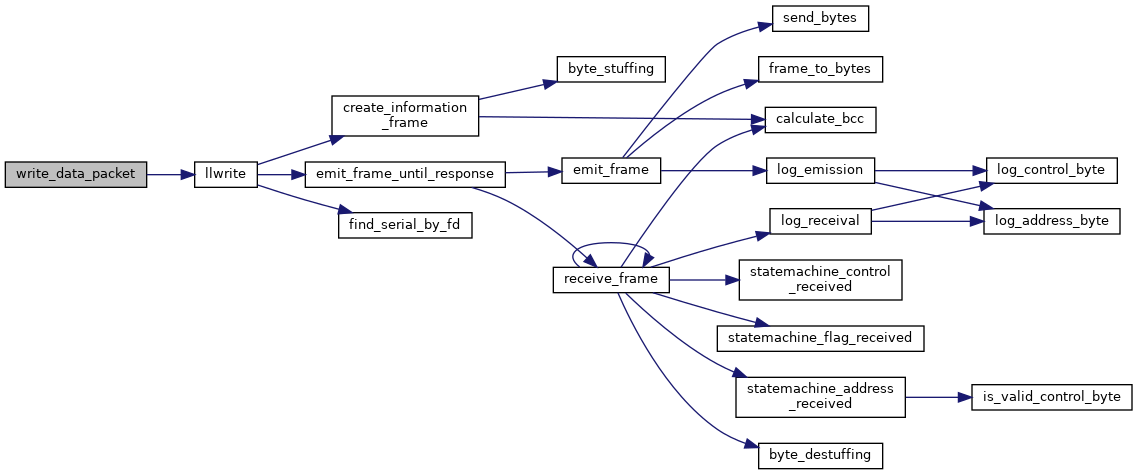 write_data_packet
llwrite
create_information
_frame
emit_frame_until_response
find_serial_by_fd
byte_stuffing
emit_frame
receive_frame
send_bytes
frame_to_bytes
calculate_bcc
log_emission
log_receival
statemachine_control
_received
statemachine_flag_received
statemachine_address
_received
byte_destuffing
log_control_byte
log_address_byte
is_valid_control_byte